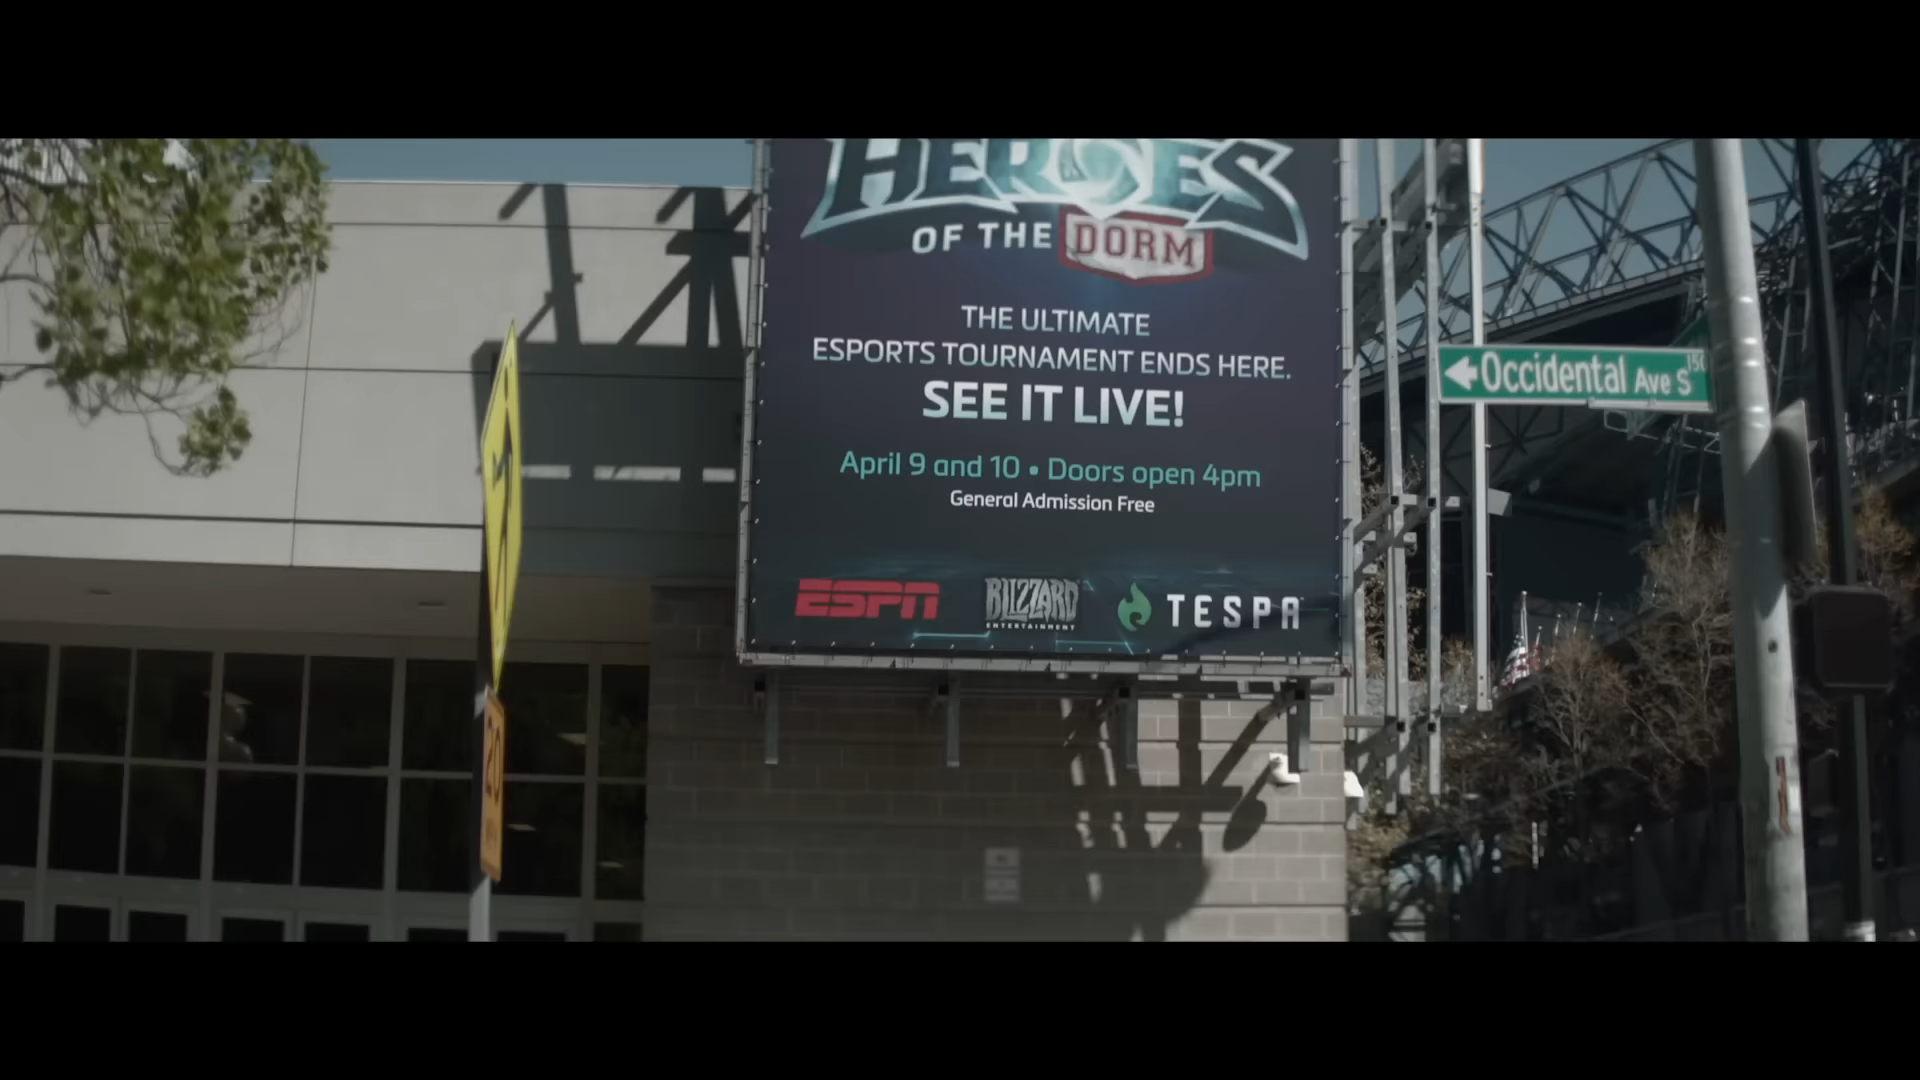 HEROES
OF THE DORM
THE ULTIMATE
ESPORTS TOURNAMENT ENDS HERE.
SEE IT LIVE!
April 9 and 10 • Doors open 4pm
General Admission Free
ESPN BLIZZARD ENTERTAINMENT TESPA
Occidental Ave S
20